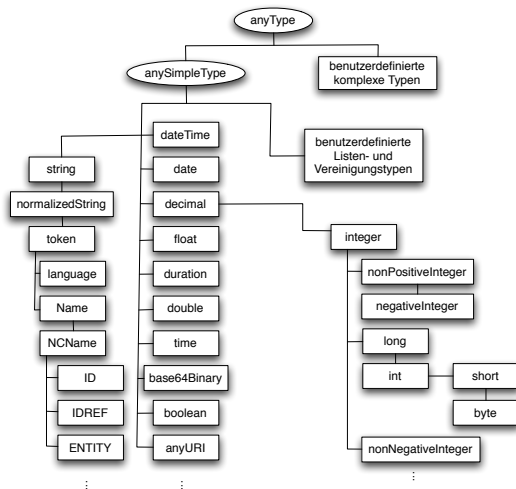 anyType
benutzerdefinierte
komplexe Typen
anySimpleType
benutzerdefinierte
Listen- und
Vereinigungstypen
dateTime
string
date
normalizedString
decimal
token
float
integer
language
duration
nonPositiveInteger
Name
double
negativeInteger
NCName
time
long
ID
base64Binary
int
short
IDREF
boolean
byte
ENTITY
anyURI
nonNegativeInteger
⋮
⋮
⋮